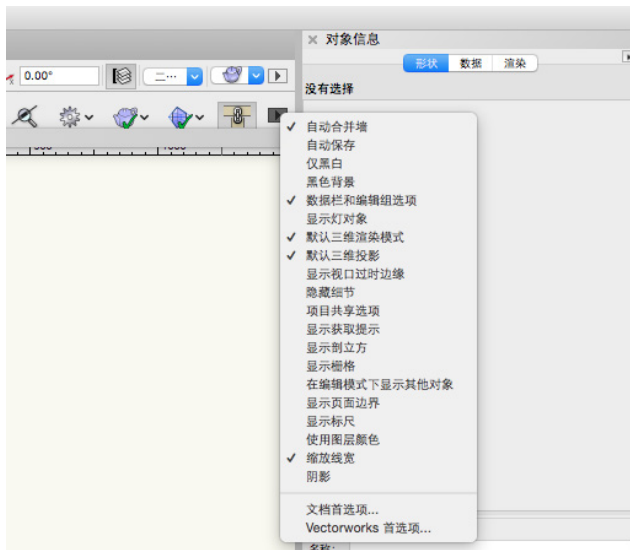 对象信息
0.00°
二···
形状 数据 渲染
没有选择
自动合并墙
自动保存
仅黑白
黑色背景
数据栏和编辑组选项
显示灯对象
默认三维渲染模式
默认三维投影
显示视口过时边缘
隐藏细节
项目共享选项
显示获取提示
显示剖立方
显示栅格
在编辑模式下显示其他对象
显示页面边界
显示标尺
使用图层颜色
缩放线宽
阴影
文档首选项...
Vectorworks 首选项...
名称: